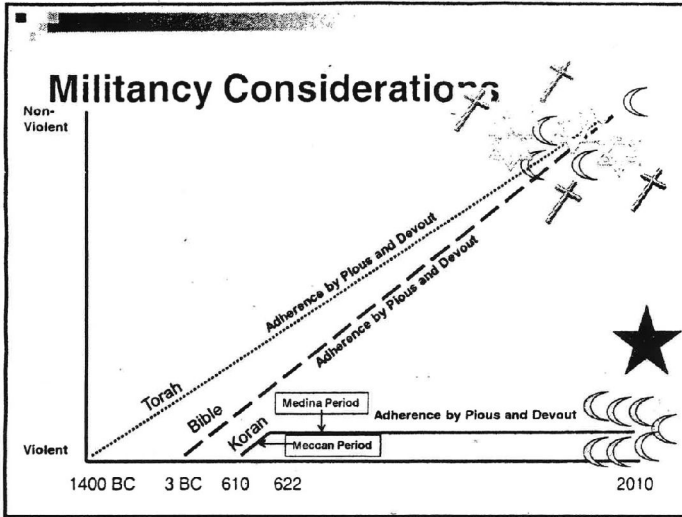 Militancy Considerations
Non-
Violent
Adherence by Pious and Devout
Adherence by Pious and Devout
Torah
Bible
Koran
Medina Period
Adherence by Pious and Devout
Meccan Period
Violent
1400 BC 3 BC 610 622 2010